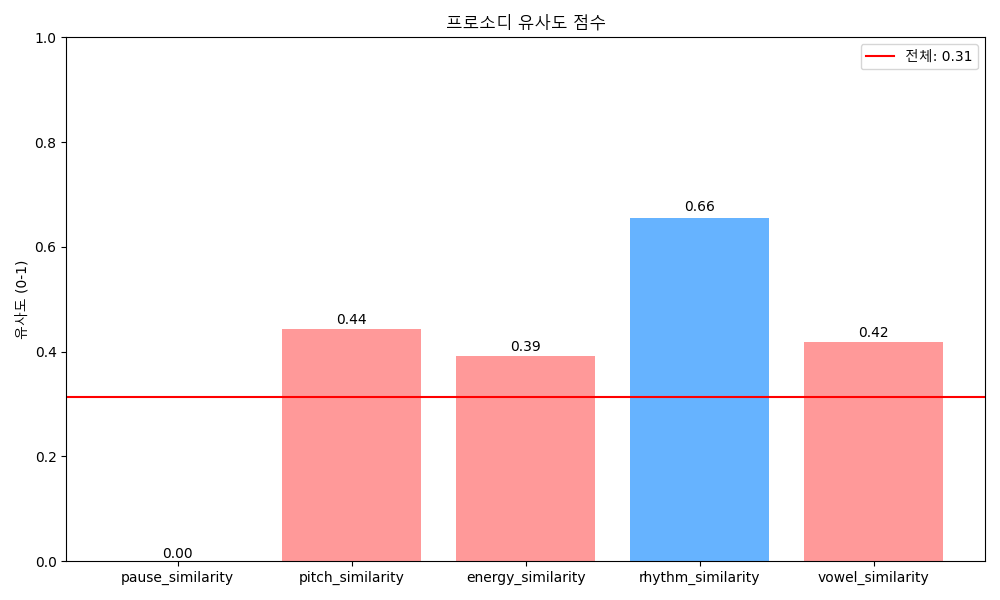 프로소디 유사도 점수
전체: 0.31
유사도 (0-1)
1.0
0.8
0.6
0.4
0.2
0.0
0.00
0.44
0.39
0.66
0.42
pause_similarity
pitch_similarity
energy_similarity
rhythm_similarity
vowel_similarity